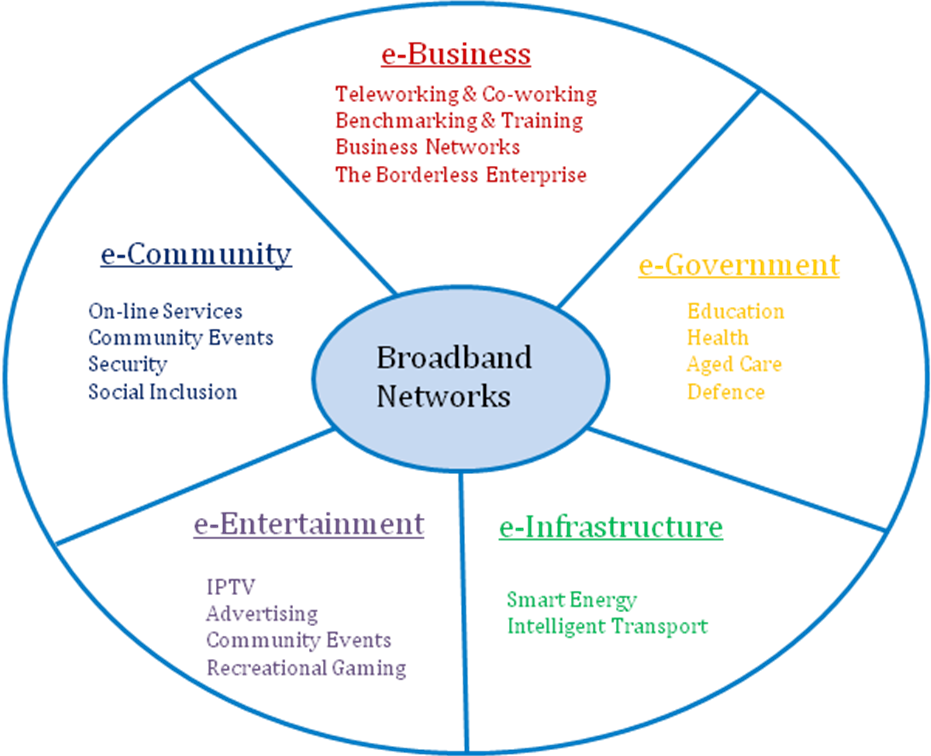 e-Business
Teleworking & Co-working
Benchmarking & Training
Business Networks
The Borderless Enterprise
e-Community
On-line Services
Community Events
Security
Social Inclusion
e-Government
Education
Health
Aged Care
Defence
Broadband
Networks
e-Entertainment
IPTV
Advertising
Community Events
Recreational Gaming
e-Infrastructure
Smart Energy
Intelligent Transport